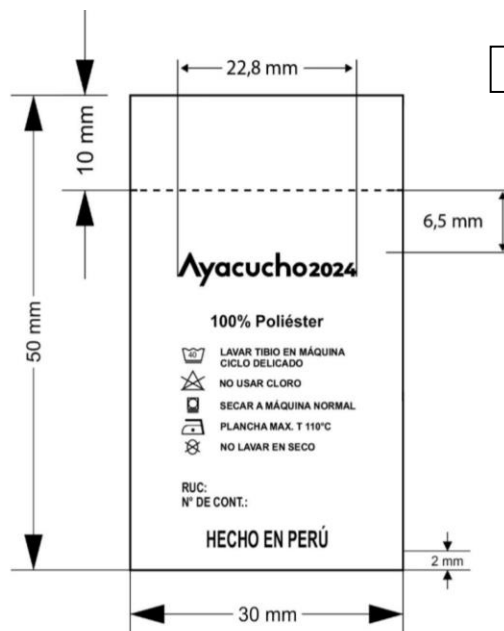 22,8 mm
10 mm
6,5 mm
50 mm
Ayacucho2024
100% Poliéster
40
LAVAR TIBIO EN MÁQUINA
CICLO DELICADO
NO USAR CLORO
SECAR A MÁQUINA NORMAL
PLANCHA MAX. T 110°C
NO LAVAR EN SECO
RUC:
N° DE CONT.:
HECHO EN PERÚ
2 mm
30 mm